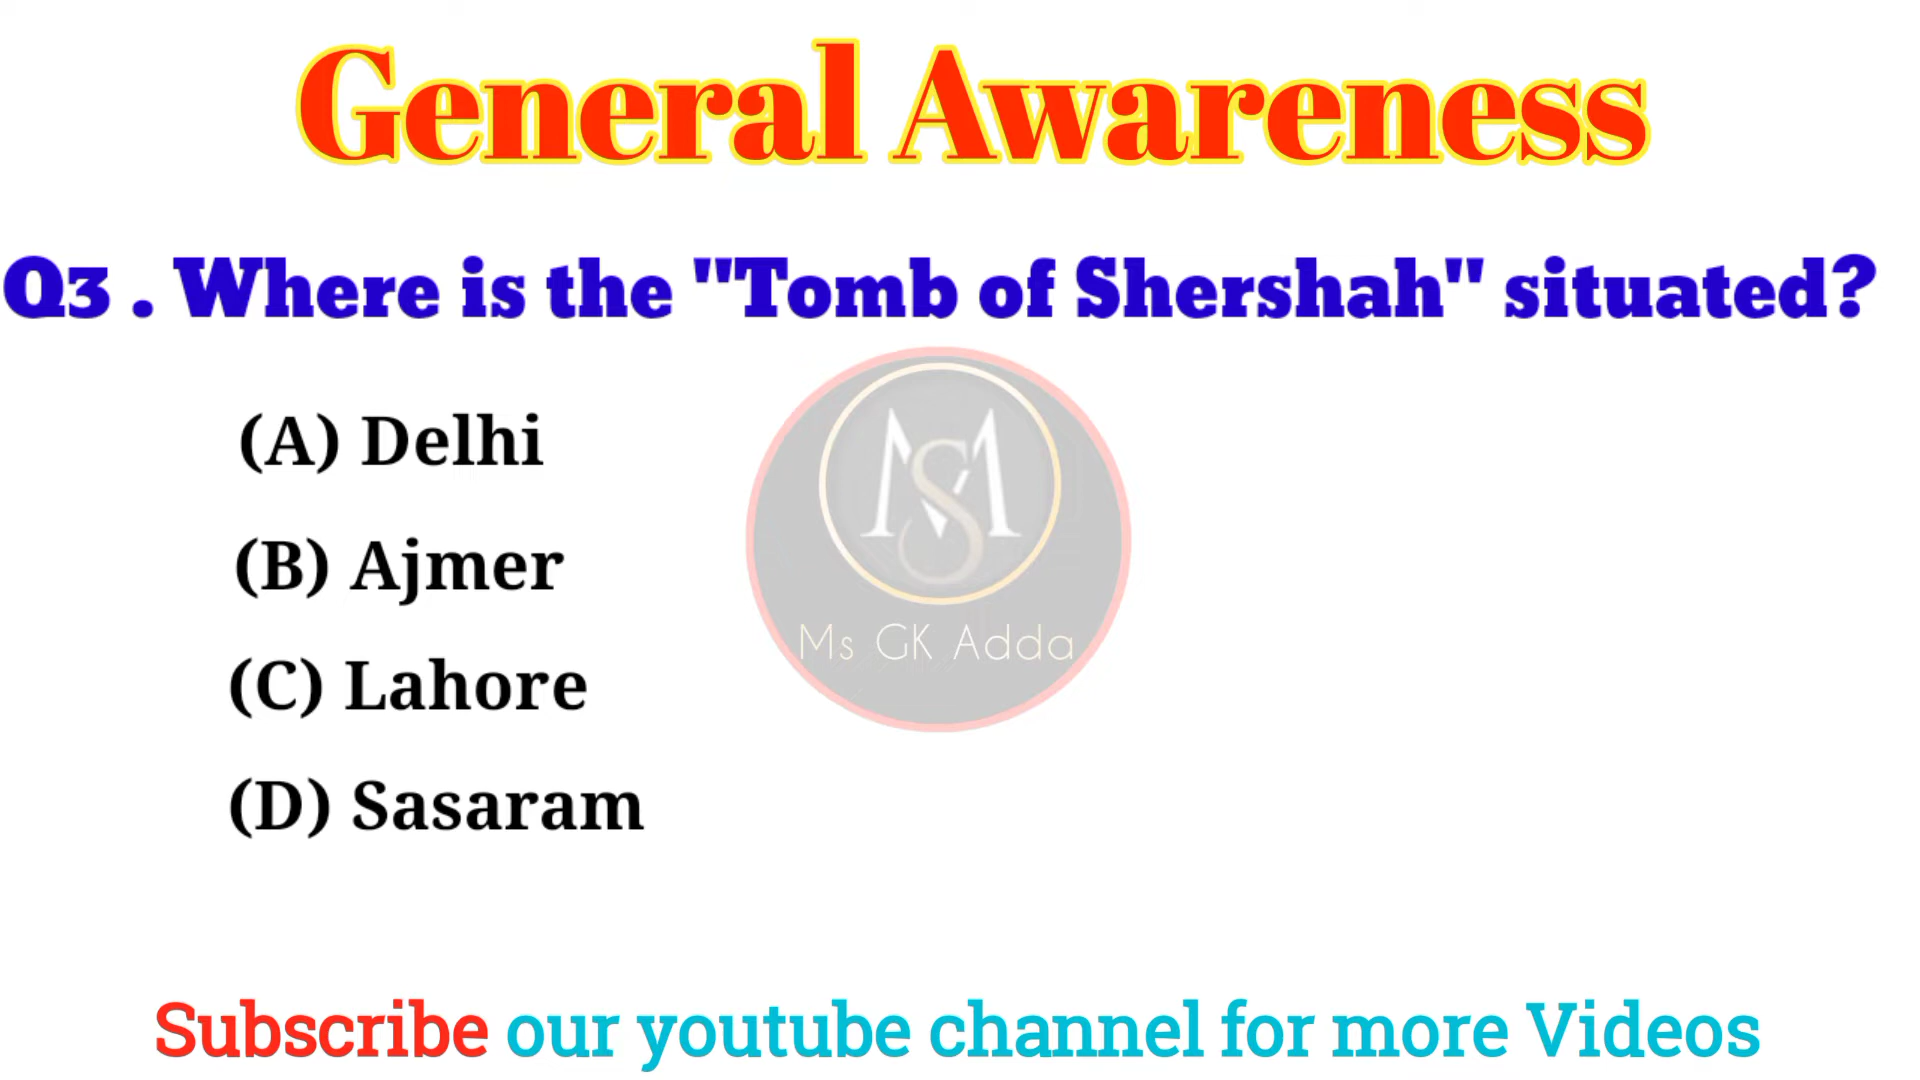 General Awareness
Q3 . Where is the "Tomb of Shershah" situated?
(A) Delhi
(B) Ajmer
(C) Lahore
(D) Sasaram
MS
Ms GK Adda
Subscribe our youtube channel for more Videos